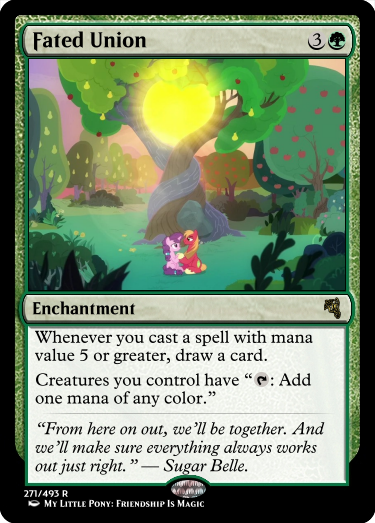 Fated Union 3
Enchantment
Whenever you cast a spell with mana
value 5 or greater, draw a card.
Creatures you control have “: Add
one mana of any color.”
“From here on out, we’ll be together. And
we’ll make sure everything always works
out just right.” — Sugar Belle.
271/493 R
My Little Pony: Friendship Is Magic